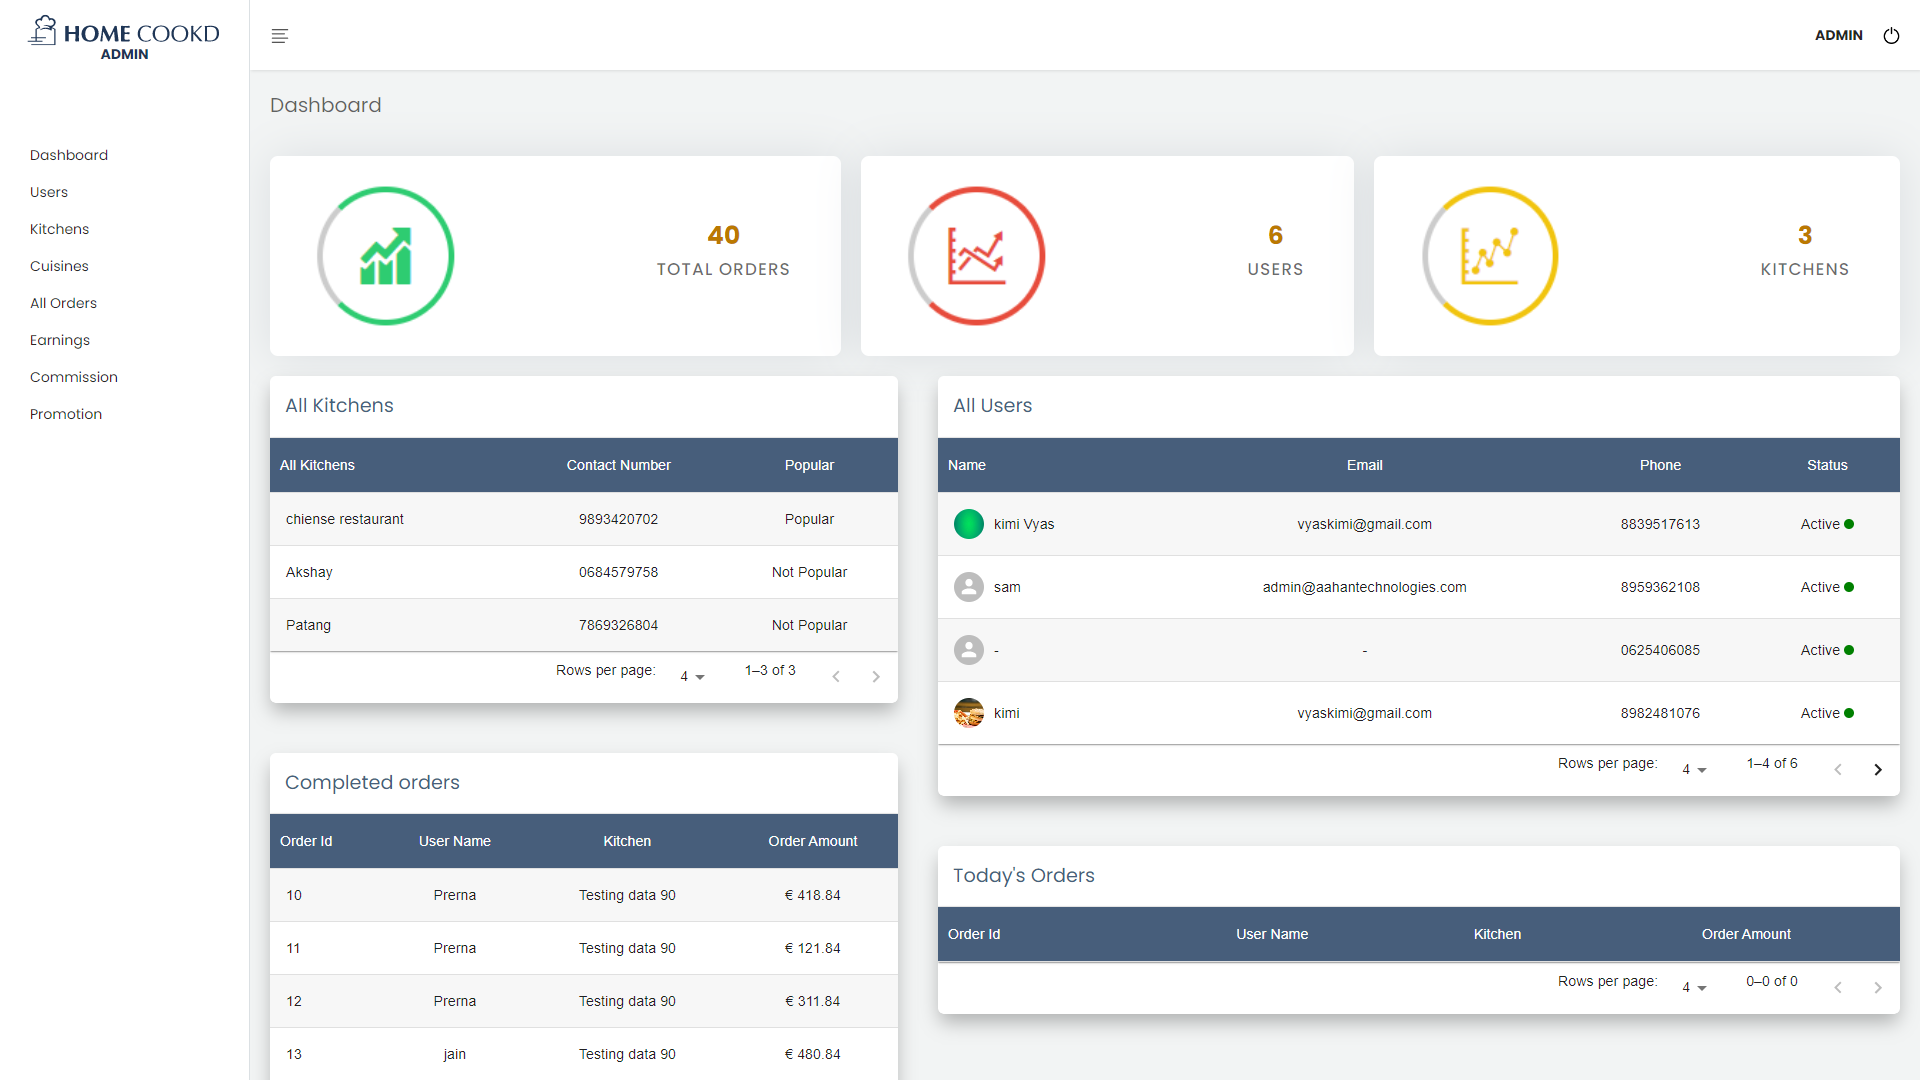 HOME COOKD
ADMIN
ADMIN
Dashboard
Users
Kitchens
Cuisines
All Orders
Earnings
Commission
Promotion
Dashboard
40
TOTAL ORDERS
6
USERS
3
KITCHENS
All Kitchens
All Kitchens Contact Number Popular
chiense restaurant 9893420702 Popular
Akshay 0684579758 Not Popular
Patang 7869326804 Not Popular
Rows per page: 4 1–3 of 3
All Users
Name Email Phone Status
kimi Vyas vyaskimi@gmail.com 8839517613 Active
sam admin@aahantechnologies.com 8959362108 Active
- - 0625406085 Active
kimi vyaskimi@gmail.com 8982481076 Active
Rows per page: 4 1–4 of 6
Completed orders
Order Id User Name Kitchen Order Amount
10 Prerna Testing data 90 € 418.84
11 Prerna Testing data 90 € 121.84
12 Prerna Testing data 90 € 311.84
13 jain Testing data 90 € 480.84
Today's Orders
Order Id User Name Kitchen Order Amount
Rows per page: 4 0–0 of 0